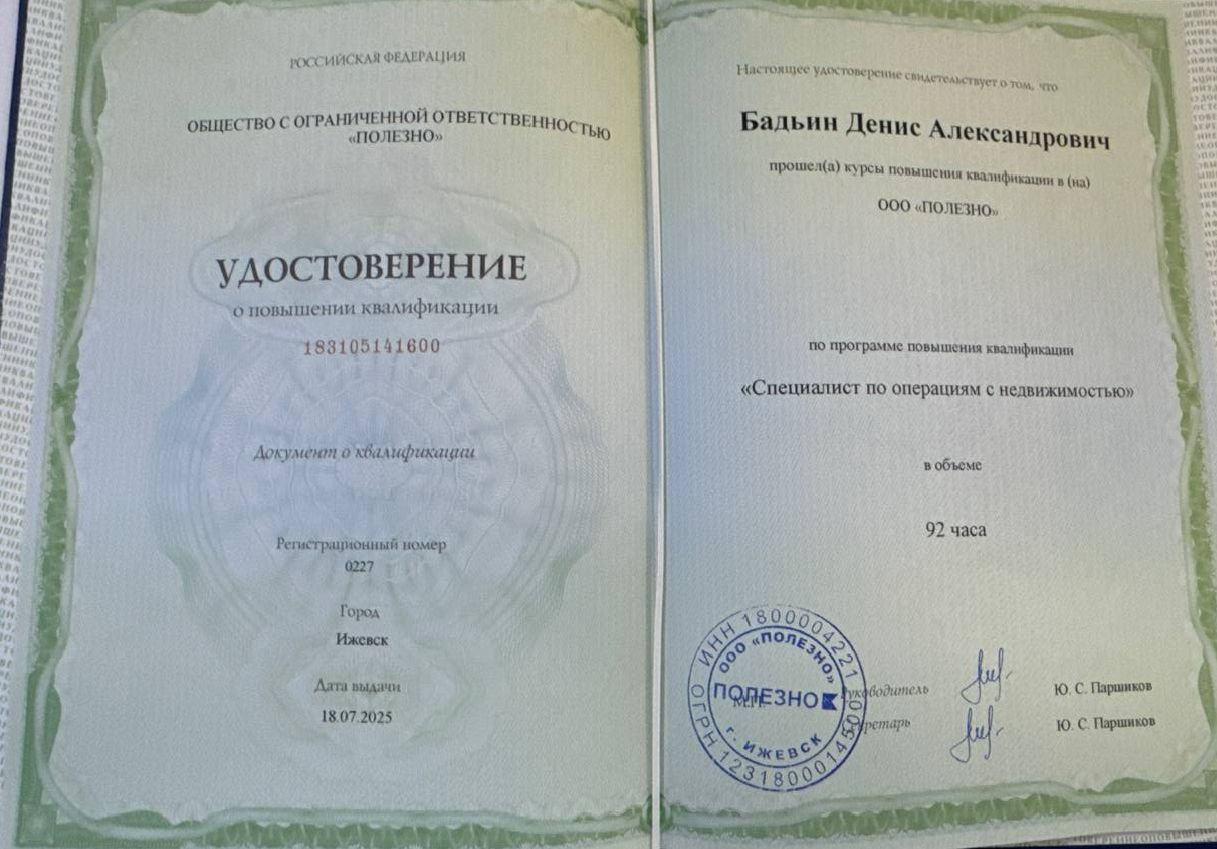 РОССИЙСКАЯ ФЕДЕРАЦИЯ
ОБЩЕСТВО С ОГРАНИЧЕННОЙ ОТВЕТСТВЕННОСТЬЮ
«ПОЛЕЗНО»
УДОСТОВЕРЕНИЕ
о повышении квалификации
183105141600
Документ о квалификации
Регистрационный номер
0227
Город
Ижевск
Дата выдачи
18.07.2025
Настоящее удостоверение свидетельствует о том, что
Бадьин Денис Александрович
прошел(а) курсы повышения квалификации в (на)
ООО «ПОЛЕЗНО»
по программе повышения квалификации
«Специалист по операциям с недвижимостью»
в объеме
92 часа
Руководитель
Ю. С. Паршиков
Секретарь
Ю. С. Паршиков
М.П.
ИНН 1800004221
ОГРН 1231800014500
ООО «ПОЛЕЗНО»
ПОЛЕЗНО
г. ИЖЕВСК